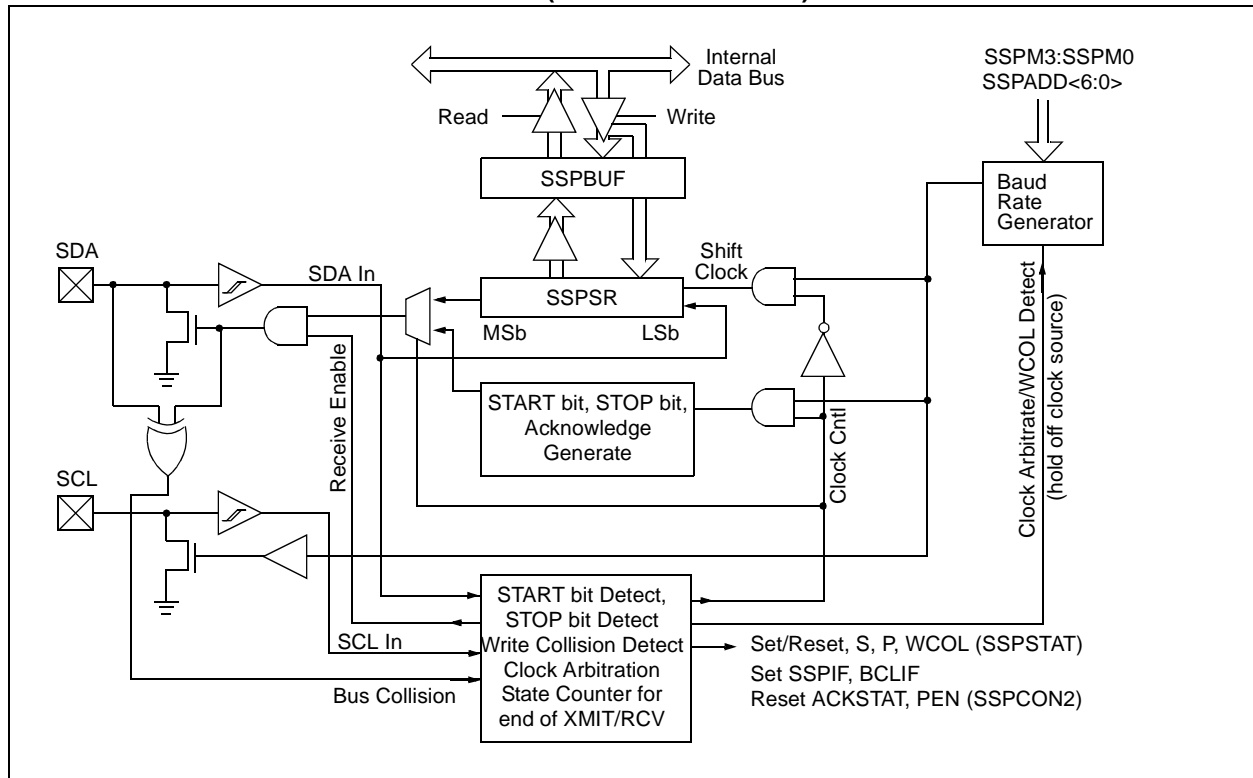 Internal
Data Bus
SSPM3:SSPM0
SSPADD<6:0>
Read
Write
SSPBUF
Baud
Rate
Generator
SDA
SDA In
Shift
Clock
SSPSR
MSb
LSb
Receive Enable
START bit, STOP bit,
Acknowledge
Generate
Clock Cntl
Clock Arbitrate/WCOL Detect
(hold off clock source)
SCL
SCL In
Bus Collision
START bit Detect,
STOP bit Detect
Write Collision Detect
Clock Arbitration
State Counter for
end of XMIT/RCV
Set/Reset, S, P, WCOL (SSPSTAT)
Set SSPIF, BCLIF
Reset ACKSTAT, PEN (SSPCON2)